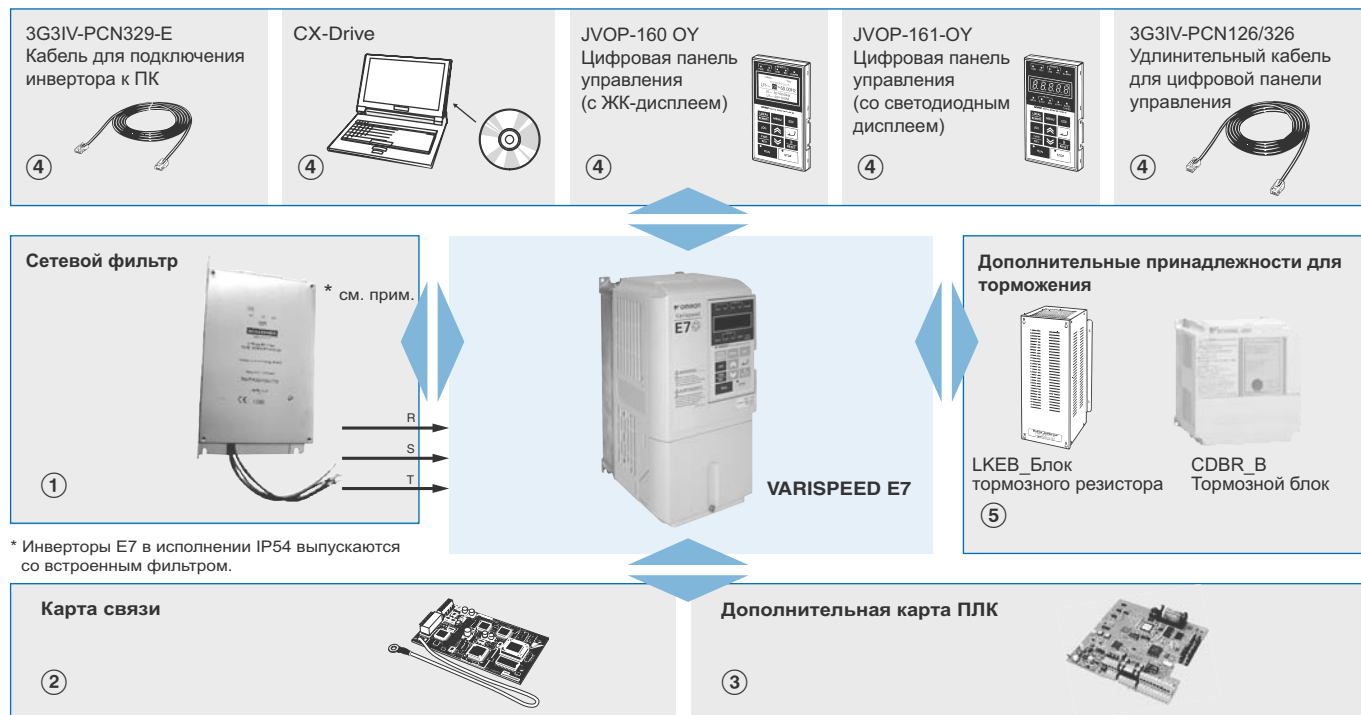 3G3IV-PCN329-E
Кабель для подключения
инвертора к ПК
④
CX-Drive
④
JVOP-160 OY
Цифровая панель
управления
(с ЖК-дисплеем)
④
JVOP-161-OY
Цифровая панель
управления
(со светодиодным
дисплеем)
④
3G3IV-PCN126/326
Удлинительный кабель
для цифровой панели
управления
④
Сетевой фильтр
* см. прим.
①
R
S
T
OMRON
Varispeed
E7
VARISPEED E7
Дополнительные принадлежности для
торможения
LKEB_Блок
тормозного резистора
CDBR_B
Тормозной блок
⑤
* Инверторы E7 в исполнении IP54 выпускаются
со встроенным фильтром.
Карта связи
②
Дополнительная карта ПЛК
③